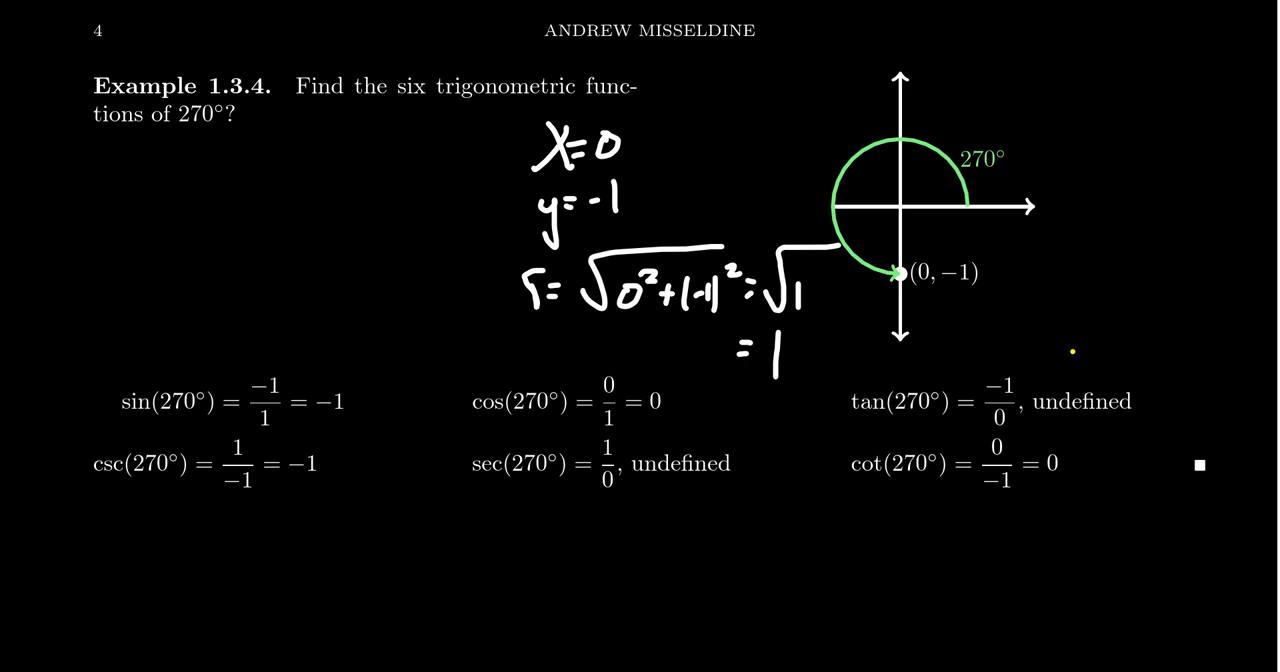 4 ANDREW MISSELDINE
Example 1.3.4. Find the six trigonometric func-
tions of 270°?
x=0
y=-1
r= √(0²+(-1)²) = √1
= 1
270°
(0, −1)
sin(270°) = −1/1 = −1 cos(270°) = 0/1 = 0 tan(270°) = −1/0, undefined
csc(270°) = 1/−1 = −1 sec(270°) = 1/0, undefined cot(270°) = 0/−1 = 0 ■